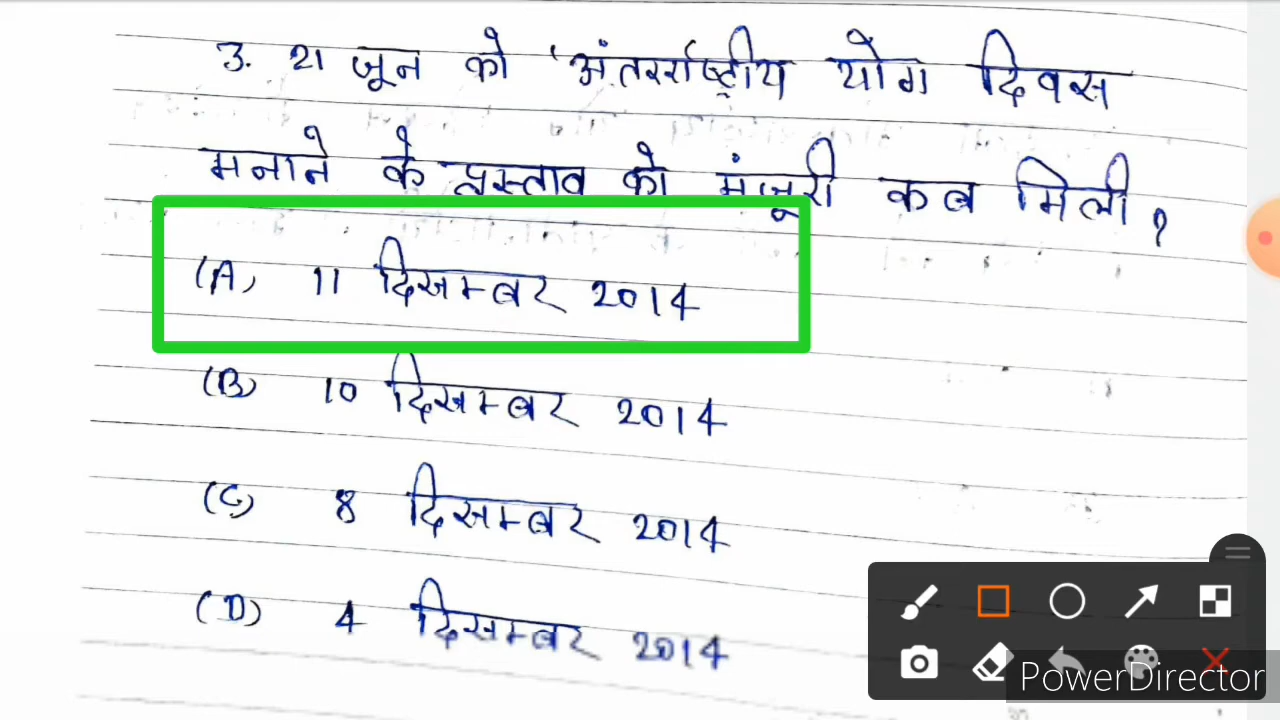 3. 21 जून को 'अंतरर्राष्ट्रीय योग दिवस
मनाने के प्रस्ताव को मंजूरी कब मिली ?
(A) 11 दिसम्बर 2014
(B) 10 दिसम्बर 2014
(C) 8 दिसम्बर 2014
(D) 4 दिसम्बर 2014
PowerDirector